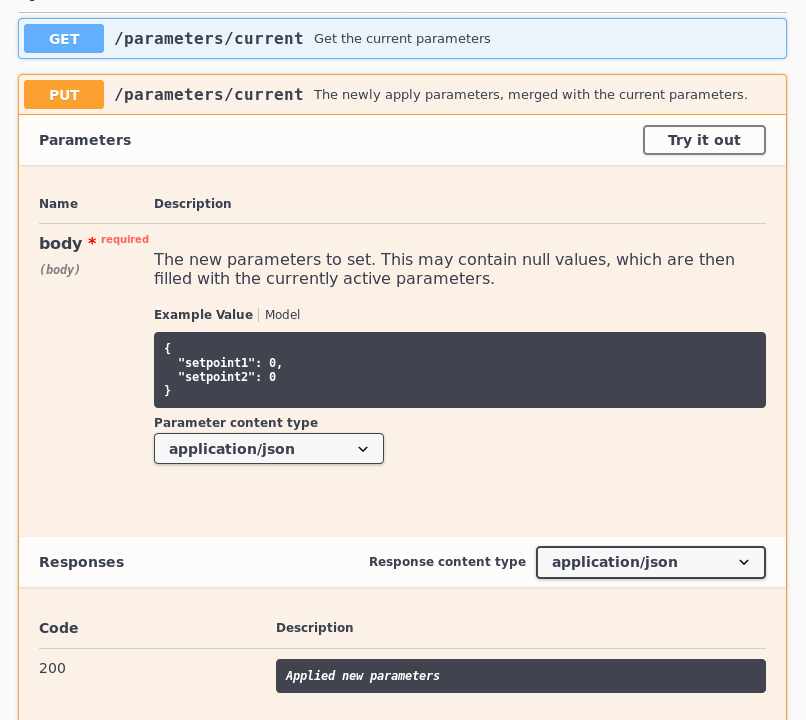 GET /parameters/current Get the current parameters
PUT /parameters/current The newly apply parameters, merged with the current parameters.
Parameters Try it out
Name Description
body * required
(body)
The new parameters to set. This may contain null values, which are then
filled with the currently active parameters.
Example Value Model
{
"setpoint1": 0,
"setpoint2": 0
}
Parameter content type
application/json
Responses Response content type application/json
Code Description
200 Applied new parameters